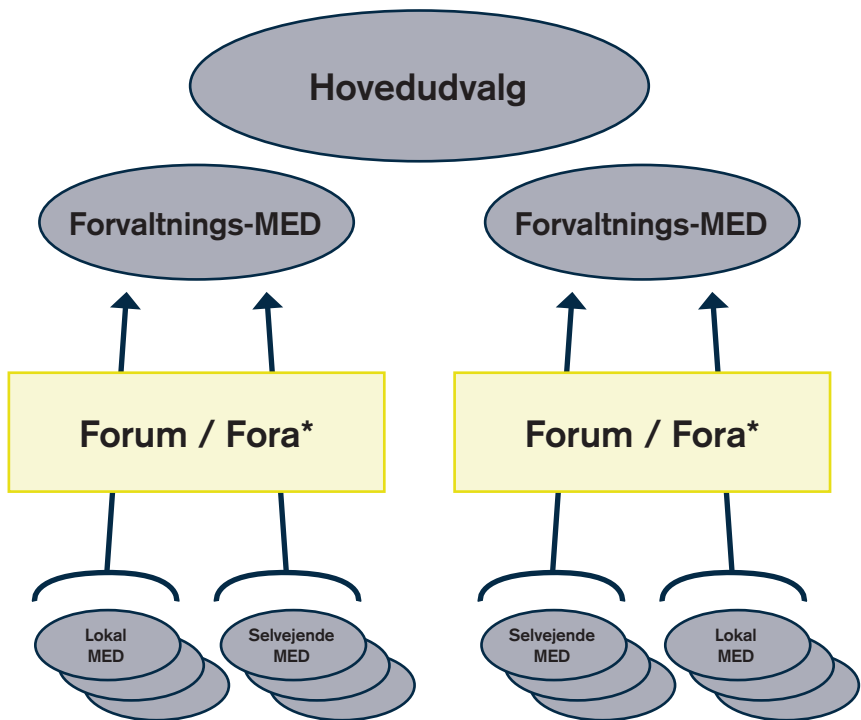 Hovedudvalg
Forvaltnings-MED
Forvaltnings-MED
Forum / Fora*
Forum / Fora*
Lokal
MED
Selvejende
MED
Selvejende
MED
Lokal
MED